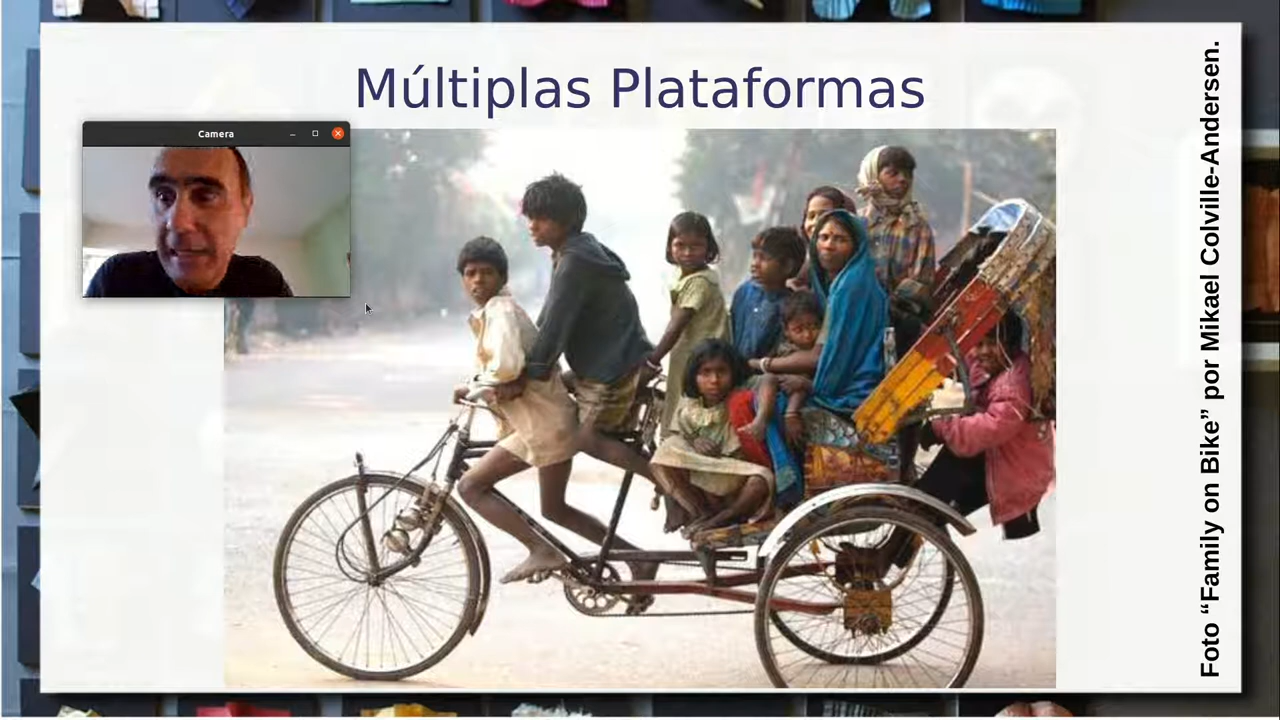 Múltiplas Plataformas
Camera
Foto “Family on Bike” por Mikael Colville-Andersen.